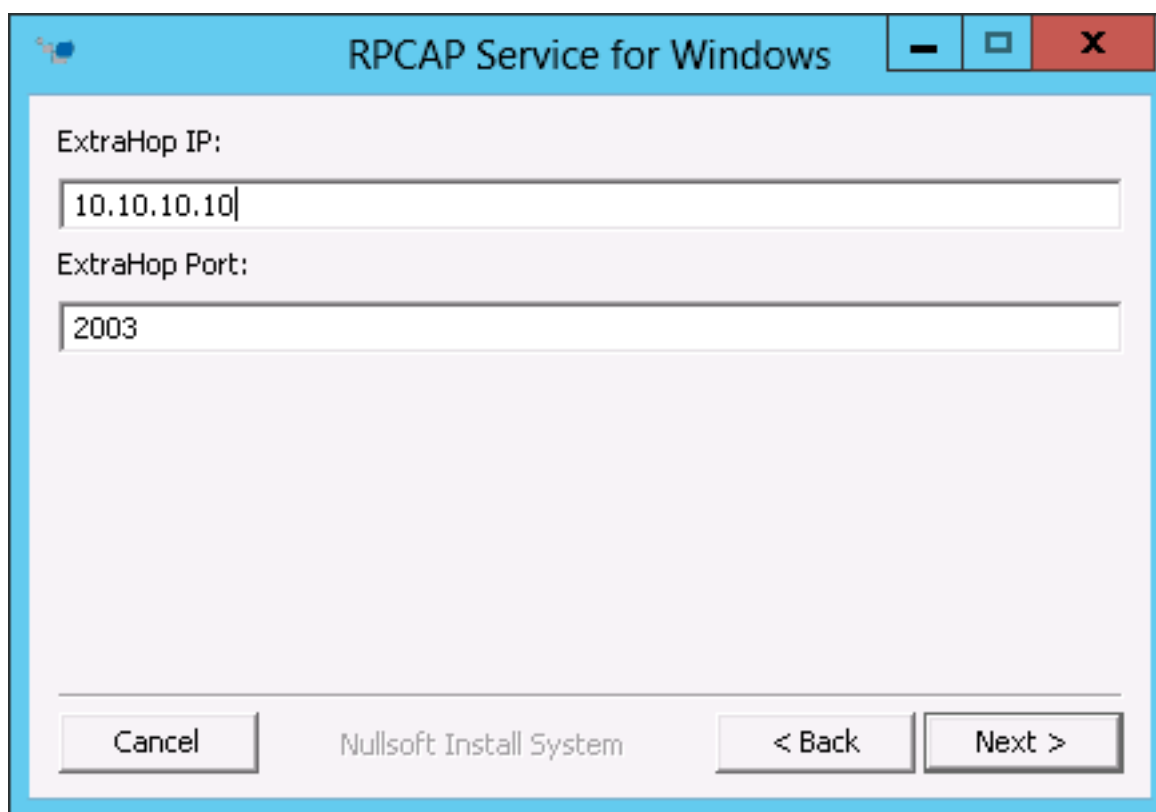 RPCAP Service for Windows
ExtraHop IP:
10.10.10.10
ExtraHop Port:
2003
Cancel Nullsoft Install System < Back Next >